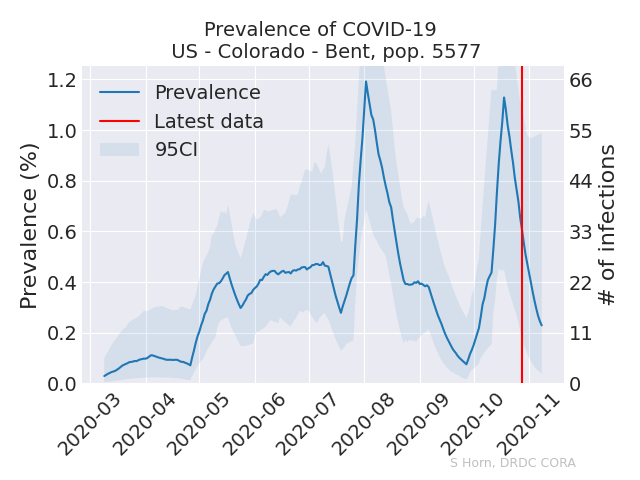 Prevalence of COVID-19
US - Colorado - Bent, pop. 5577
Prevalence
Latest data
95CI
Prevalence (%)
1.2
1.0
0.8
0.6
0.4
0.2
0.0
# of infections
66
55
44
33
22
11
0
2020-03
2020-04
2020-05
2020-06
2020-07
2020-08
2020-09
2020-10
2020-11
S Horn, DRDC CORA